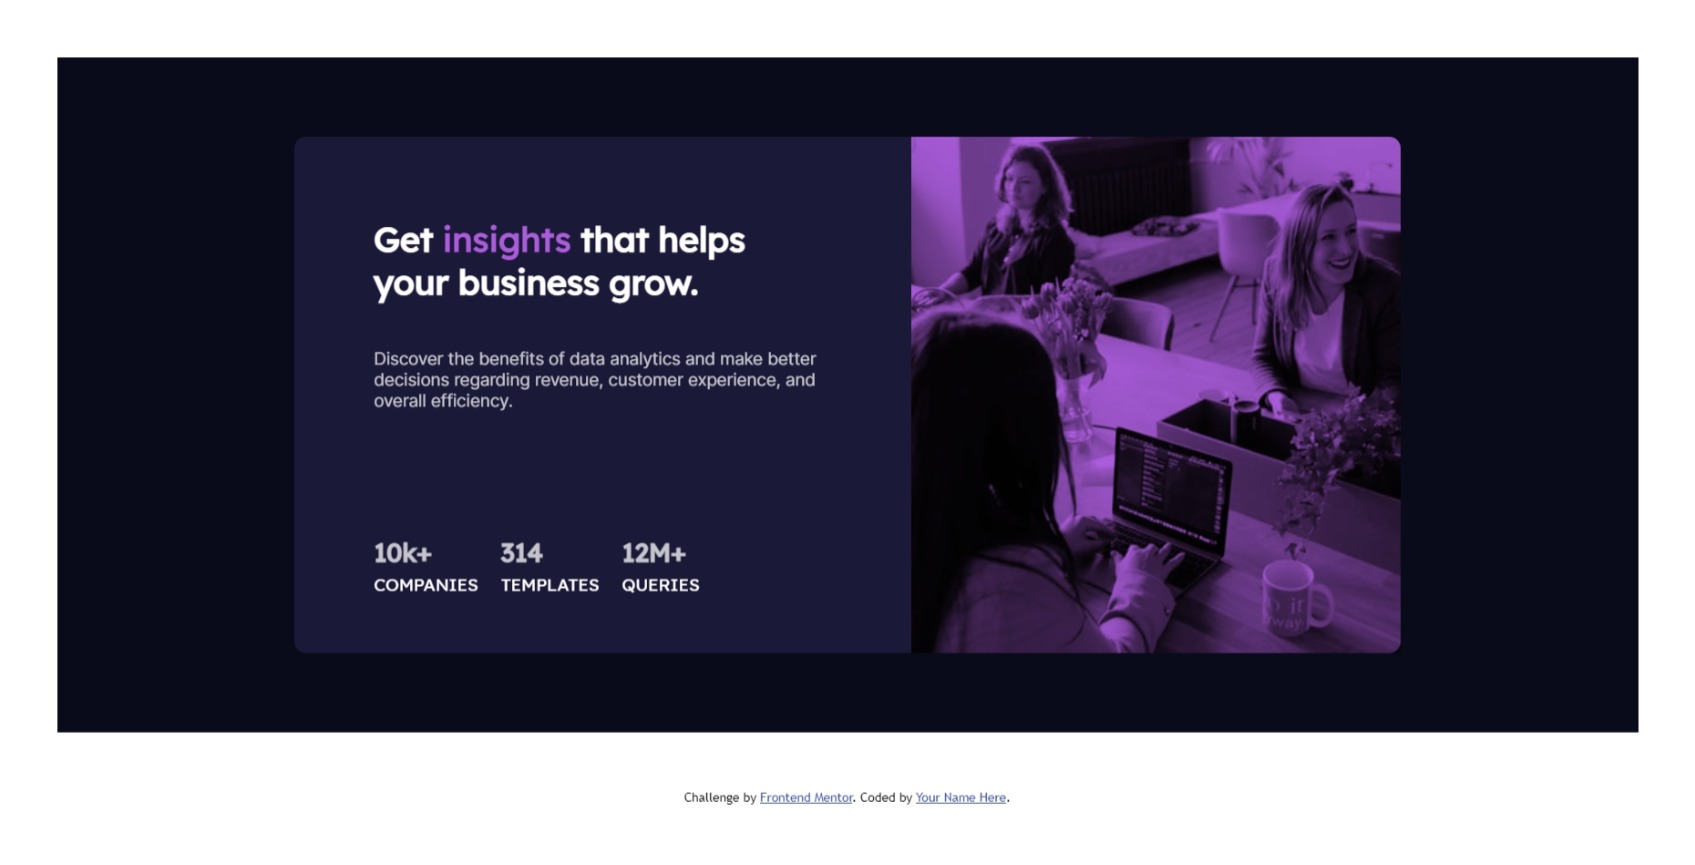 Get insights that helps
your business grow.
Discover the benefits of data analytics and make better
decisions regarding revenue, customer experience, and
overall efficiency.
10k+ 314 12M+
COMPANIES TEMPLATES QUERIES
Challenge by Frontend Mentor. Coded by Your Name Here.